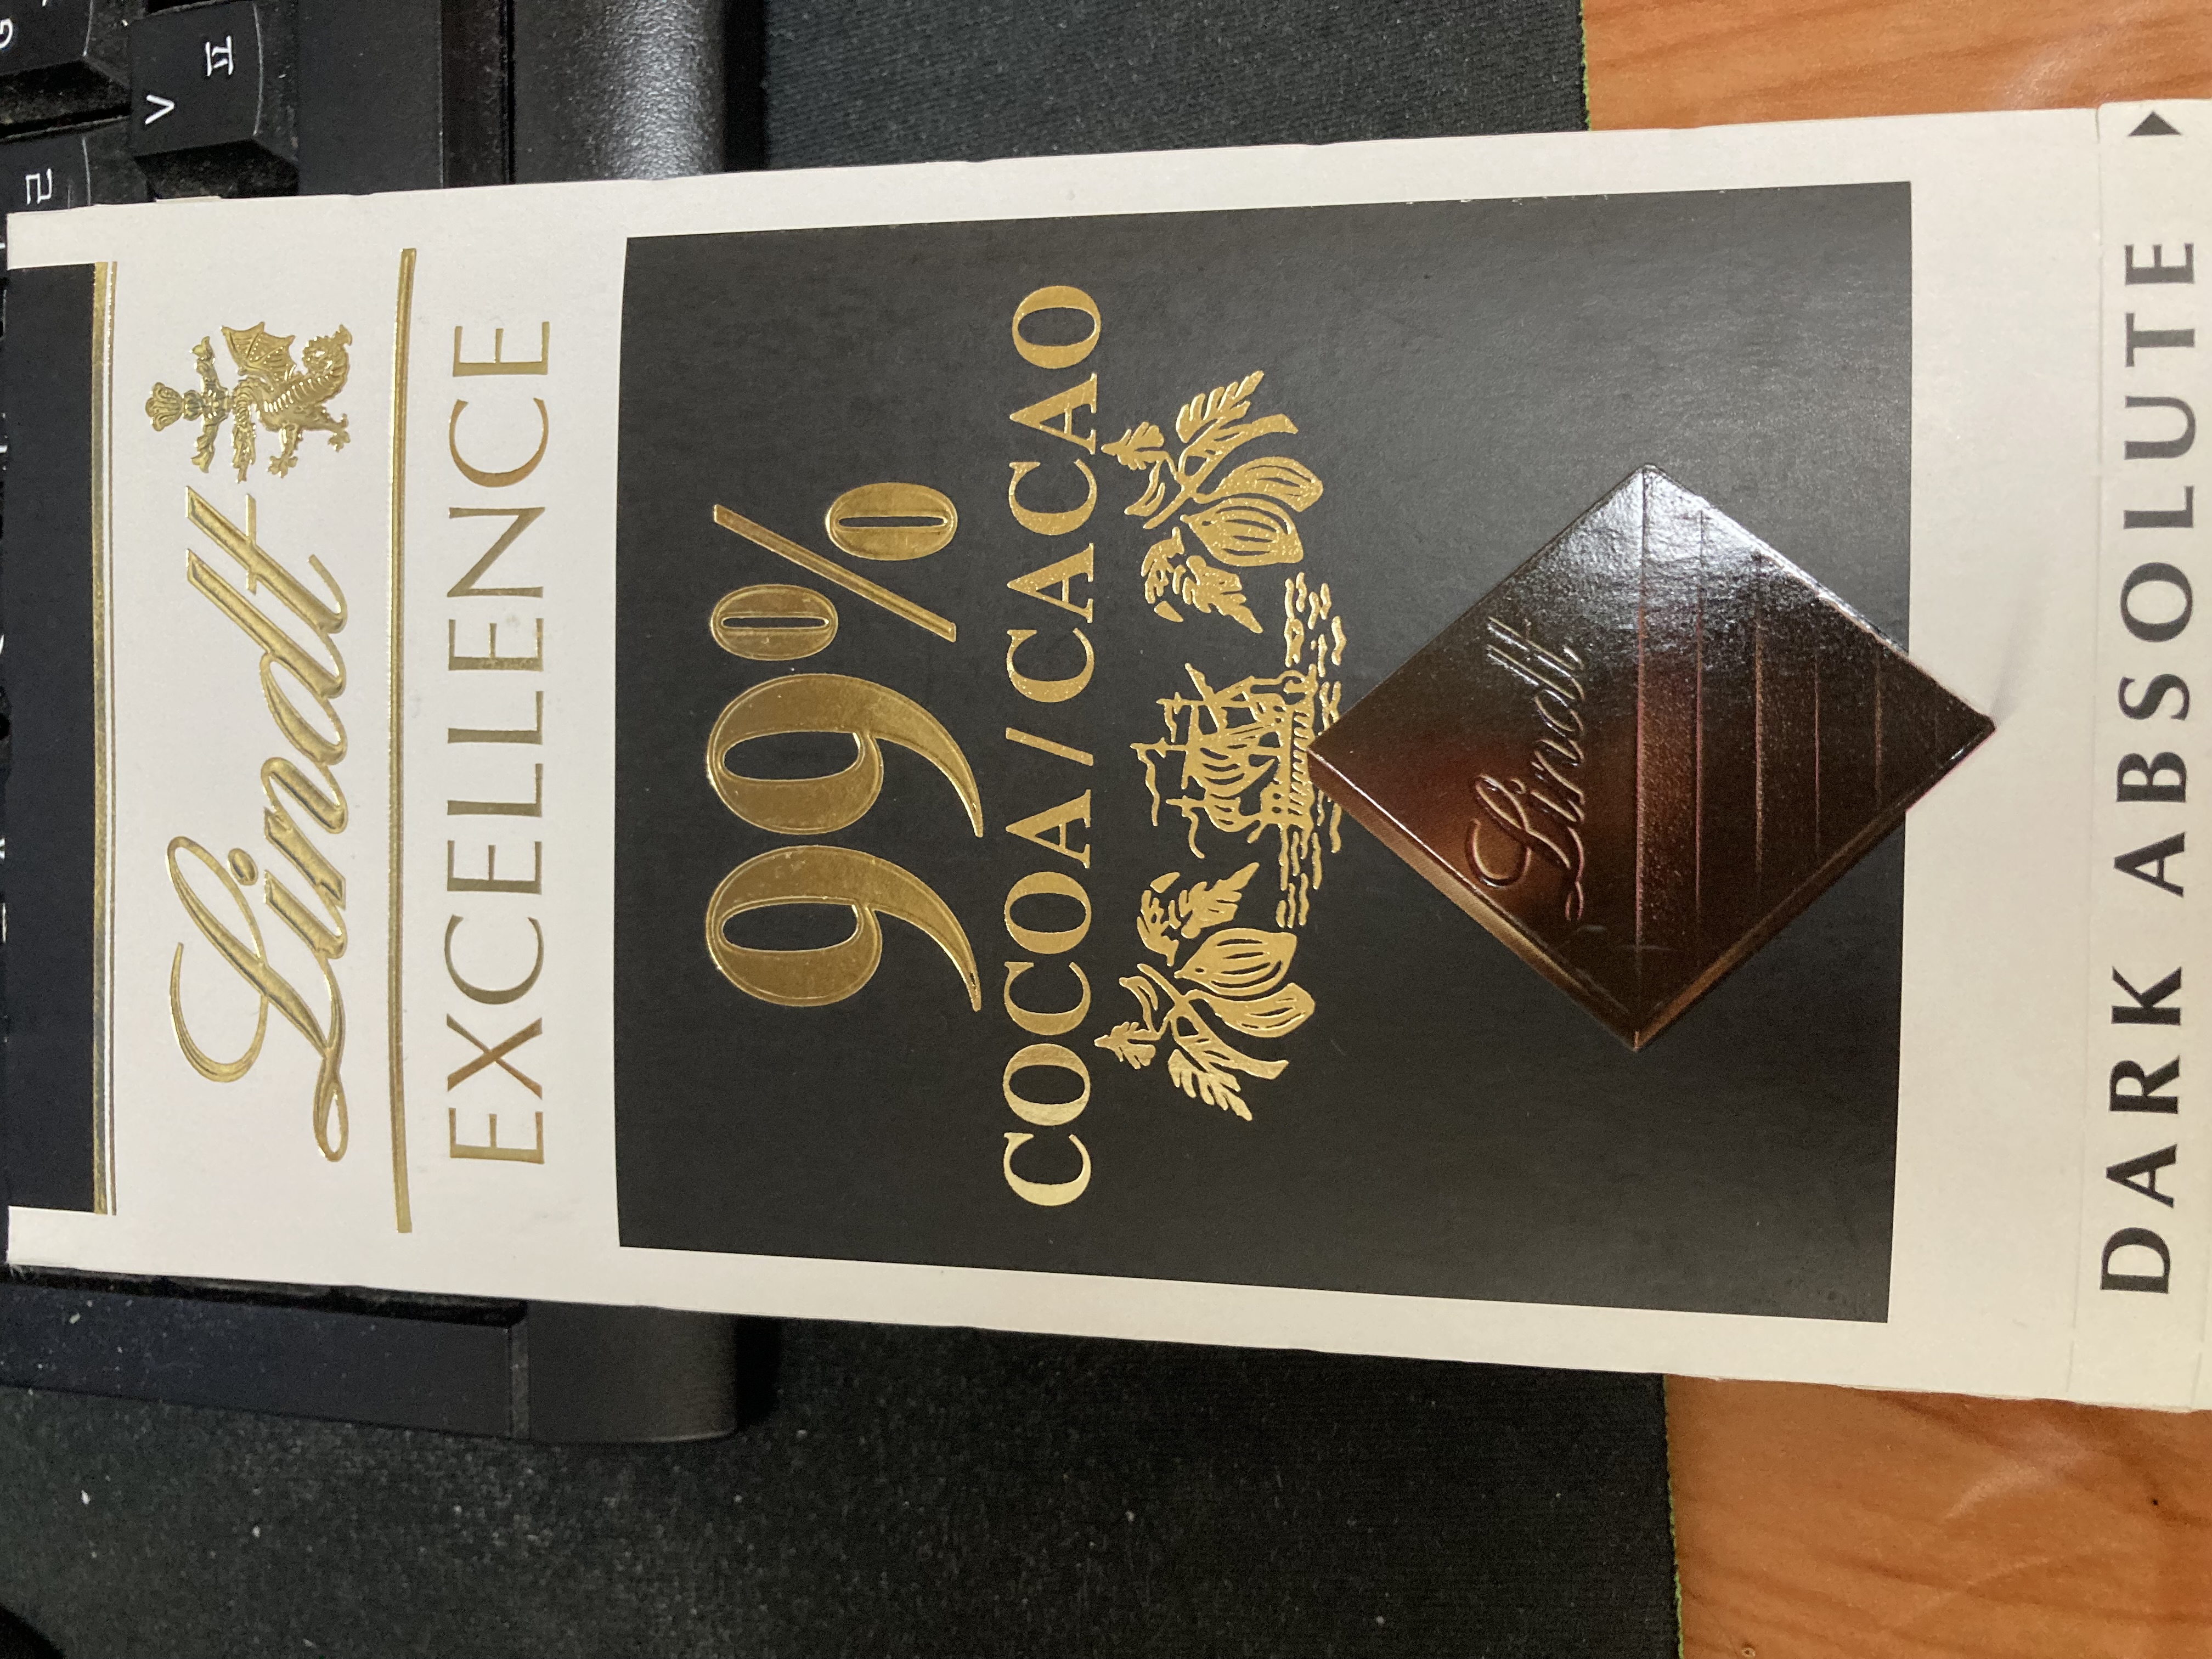 Lindt
EXCELLENCE
99%
COCOA / CACAO
Lindt
DARK ABSOLUTE
G
V
ㅍ
ㄹ